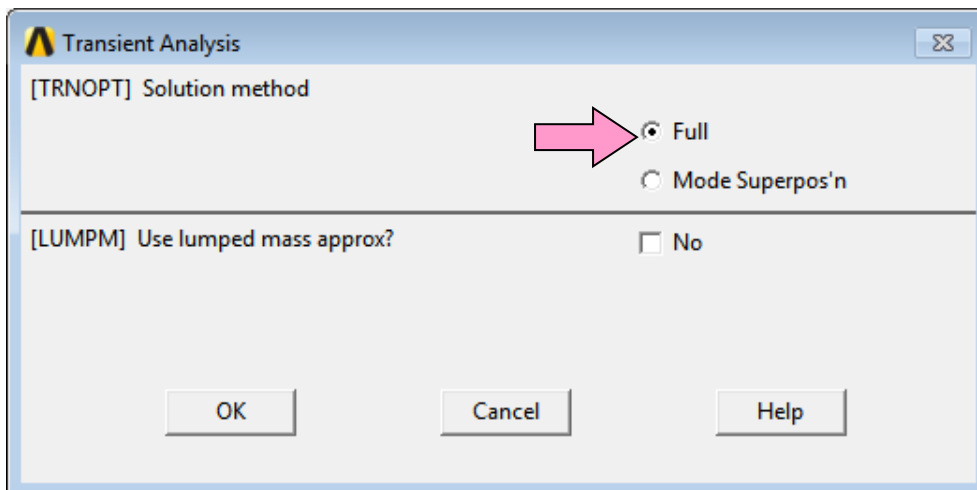 Transient Analysis
[TRNOPT] Solution method
Full
Mode Superpos'n
[LUMPM] Use lumped mass approx?
No
OK
Cancel
Help